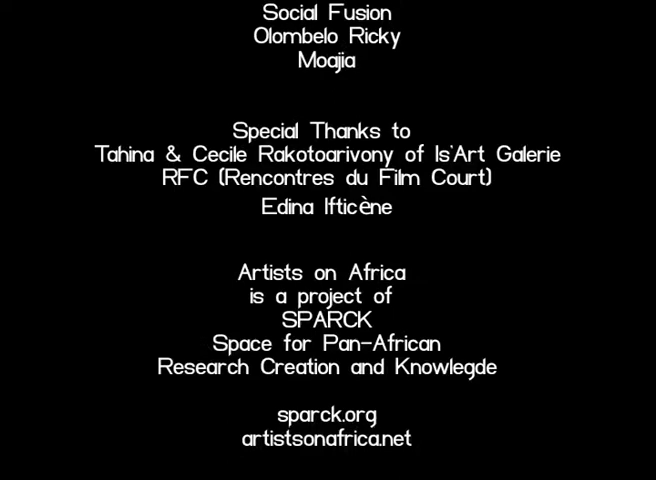 Social Fusion
Olombelo Ricky
Moajia
Special Thanks to
Tahina & Cecile Rakotoarivony of Is'Art Galerie
RFC (Rencontres du Film Court)
Edina Ifticène
Artists on Africa
is a project of
SPARCK
Space for Pan-African
Research Creation and Knowlegde
sparck.org
artistsonafrica.net